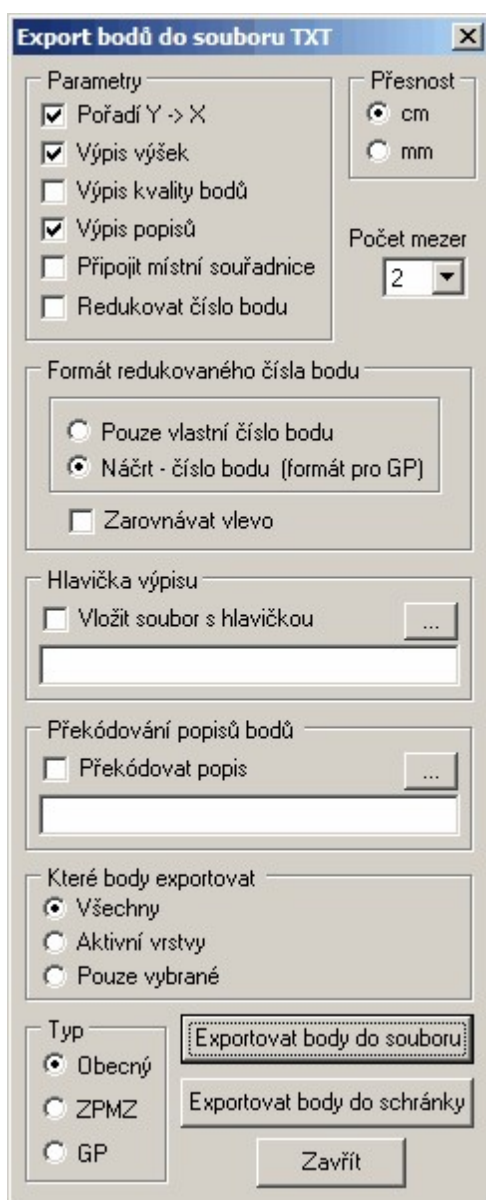 Export bodů do souboru TXT
Parametry
Pořadí Y -> X
Výpis výšek
Výpis kvality bodů
Výpis popisů
Připojit místní souřadnice
Redukovat číslo bodu
Přesnost
cm
mm
Počet mezer
2
Formát redukovaného čísla bodu
Pouze vlastní číslo bodu
Náčrt - číslo bodu (formát pro GP)
Zarovnávat vlevo
Hlavička výpisu
Vložit soubor s hlavičkou
...
Překódování popisů bodů
Překódovat popis
...
Které body exportovat
Všechny
Aktivní vrstvy
Pouze vybrané
Typ
Obecný
ZPMZ
GP
Exportovat body do souboru
Exportovat body do schránky
Zavřít